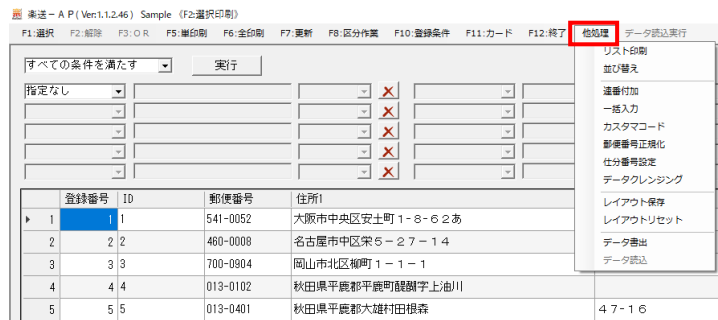 楽送－ＡＰ( Ver:1.1.2.46 )　Sample　《F2:選択印刷》
F1:選択　F2:解除　F3:ＯＲ　F5:単印刷　F6:全印刷　F7:更新　F8:区分作業　F10:登録条件　F11:カード　F12:終了　他処理　データ読込実行
すべての条件を満たす　実行
指定なし
リスト印刷
並び替え
連番付加
一括入力
カスタマコード
郵便番号正規化
仕分番号設定
データクレンジング
レイアウト保存
レイアウトリセット
データ書出
データ読込
登録番号　ID　郵便番号　住所1
1　1　1　541-0052　大阪市中央区安土町１-８-６２あ
2　2　2　460-0008　名古屋市中区栄５－２７－１４
3　3　3　700-0904　岡山市北区柳町１－１－１
4　4　4　013-0102　秋田県平鹿郡平鹿町醍醐字上油川
5　5　5　013-0401　秋田県平鹿郡大雄村田根森　４７-１６